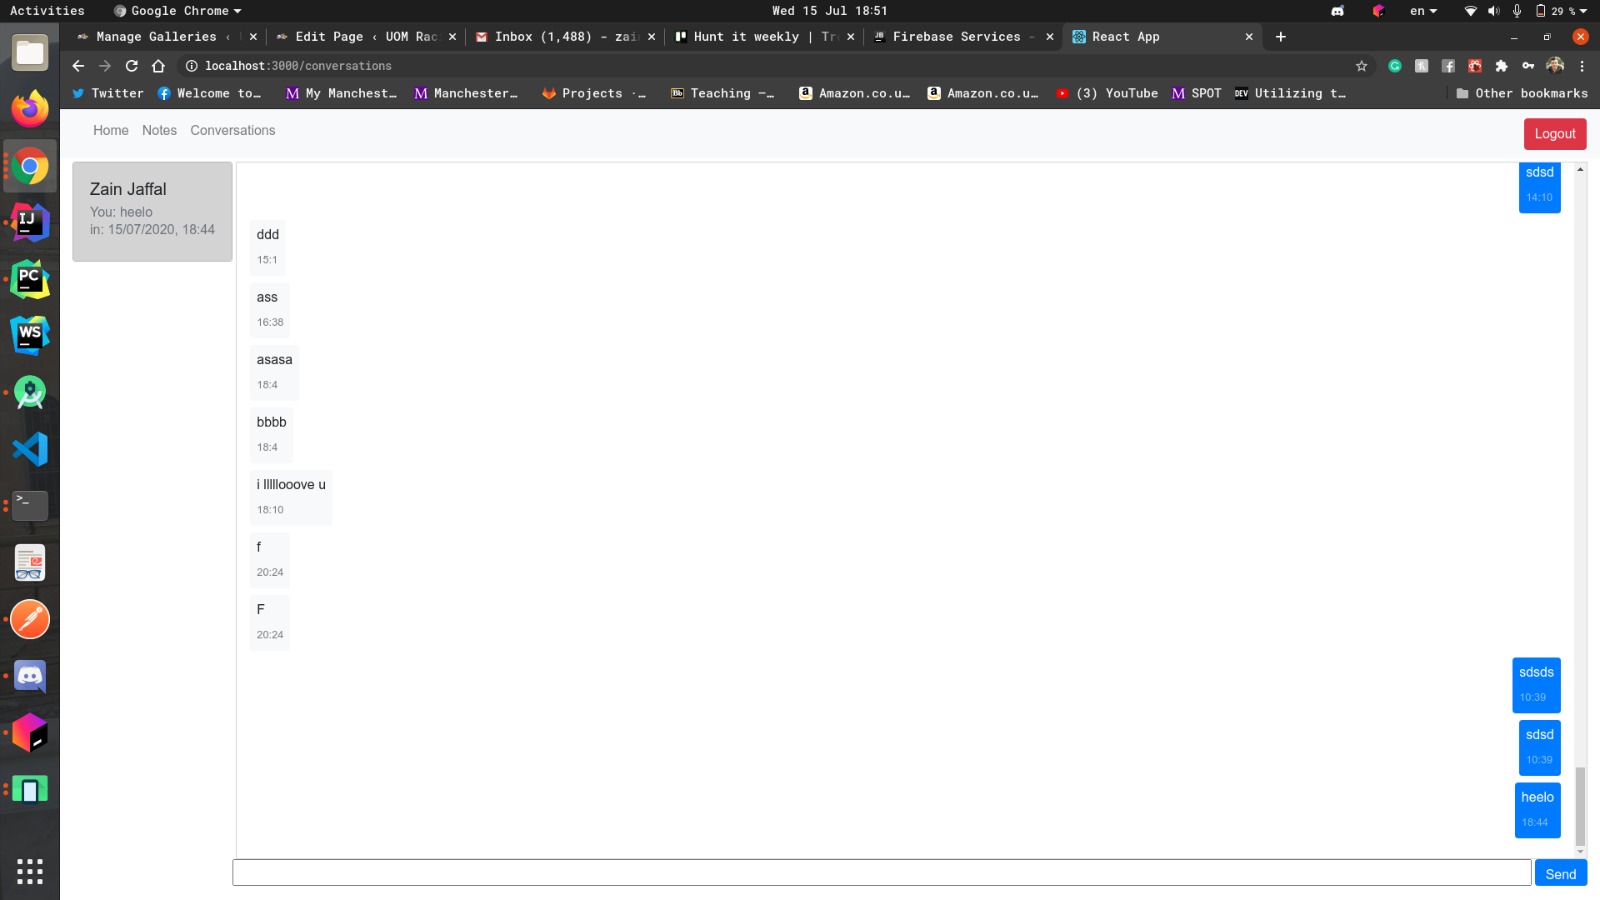 Activities
Google Chrome
Wed 15 Jul 18:51
en
29 %
Manage Galleries ‹
Edit Page ‹ UOM Rac
Inbox (1,488) - zai
Hunt it weekly | Tr
Firebase Services -
React App
localhost:3000/conversations
Twitter
Welcome to…
My Manchest…
Manchester…
Projects ·…
Teaching –…
Amazon.co.u…
Amazon.co.u…
(3) YouTube
SPOT
DEV
Utilizing t…
Other bookmarks
Home
Notes
Conversations
Logout
Zain Jaffal
You: heelo
in: 15/07/2020, 18:44
sdsd
14:10
ddd
15:1
ass
16:38
asasa
18:4
bbbb
18:4
i lllllooove u
18:10
f
20:24
F
20:24
sdsds
10:39
sdsd
10:39
heelo
18:44
Send
IJ
PC
WS
>_